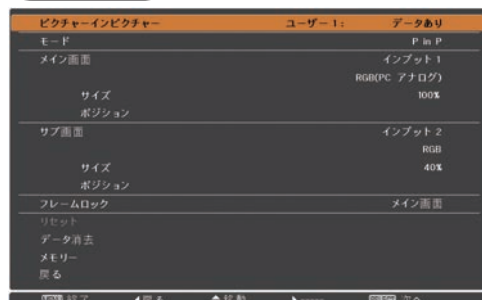 ピクチャーインピクチャー ユーザー 1： データあり
モード P in P
メイン画面 インプット 1
RGB(PC アナログ)
サイズ 100%
ポジション
サブ画面 インプット 2
RGB
サイズ 40%
ポジション
フレームロック メイン画面
リセット
データ消去
メモリー
戻る
MENU 終了 ◀戻る ◆移動 ▶----- 次へ